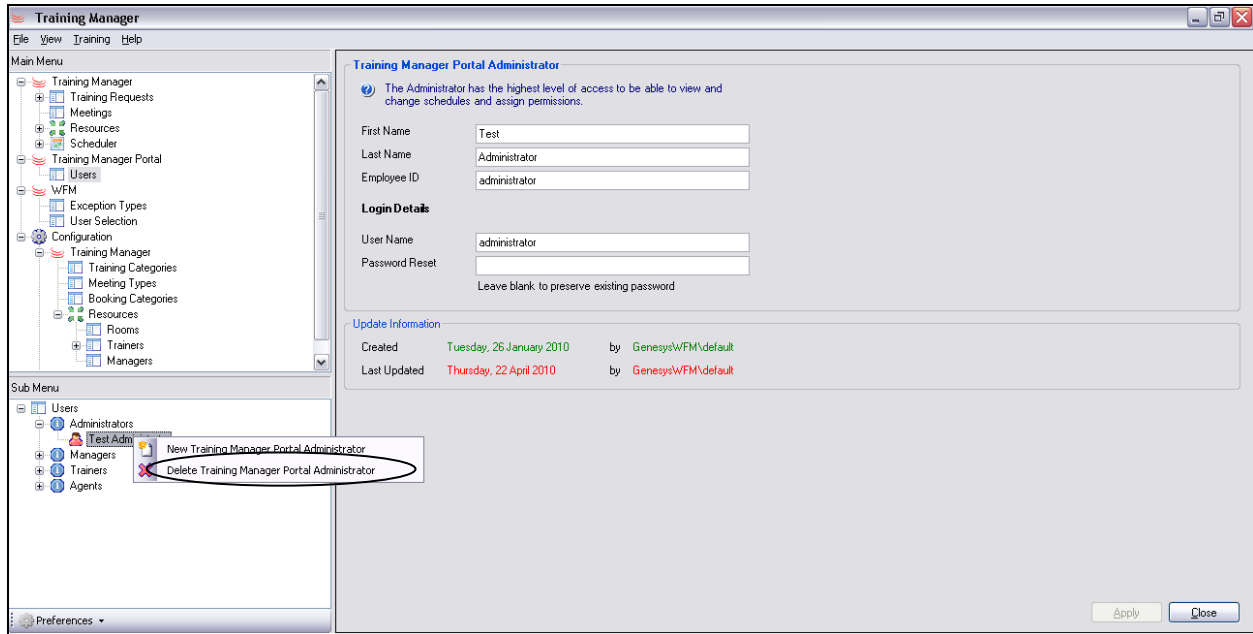 Training Manager
File View Training Help
Main Menu
Training Manager
Training Requests
Meetings
Resources
Scheduler
Training Manager Portal
Users
WFM
Exception Types
User Selection
Configuration
Training Manager
Training Categories
Meeting Types
Booking Categories
Resources
Rooms
Trainers
Managers
Sub Menu
Users
Administrators
Test Adm
Managers
Trainers
Agents
New Training Manager Portal Administrator
Delete Training Manager Portal Administrator
Preferences
Training Manager Portal Administrator
The Administrator has the highest level of access to be able to view and
change schedules and assign permissions.
First Name Test
Last Name Administrator
Employee ID administrator
Login Details
User Name administrator
Password Reset
Leave blank to preserve existing password
Update Information
Created Tuesday, 26 January 2010 by GenesysWFM\default
Last Updated Thursday, 22 April 2010 by GenesysWFM\default
Apply Close